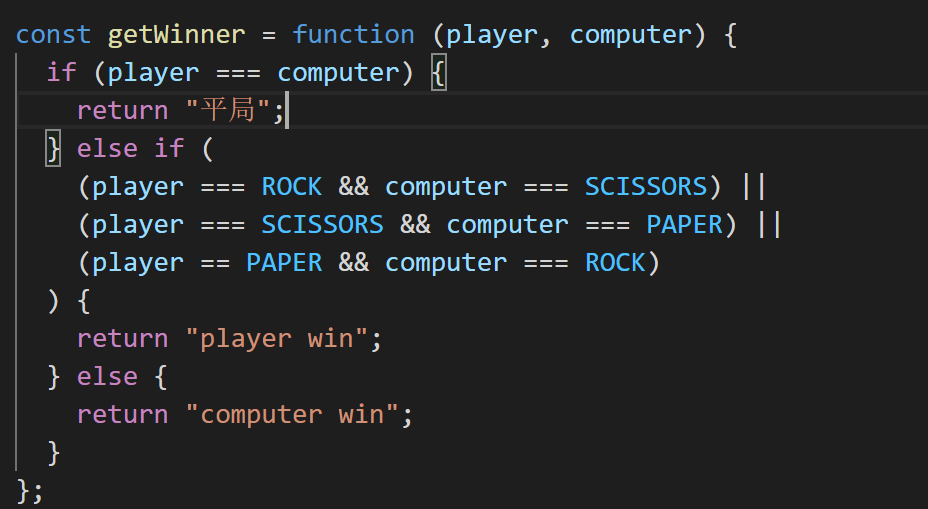 const getWinner = function (player, computer) {
if (player === computer) {
return "平局";
} else if (
(player === ROCK && computer === SCISSORS) ||
(player === SCISSORS && computer === PAPER) ||
(player == PAPER && computer === ROCK)
) {
return "player win";
} else {
return "computer win";
}
};